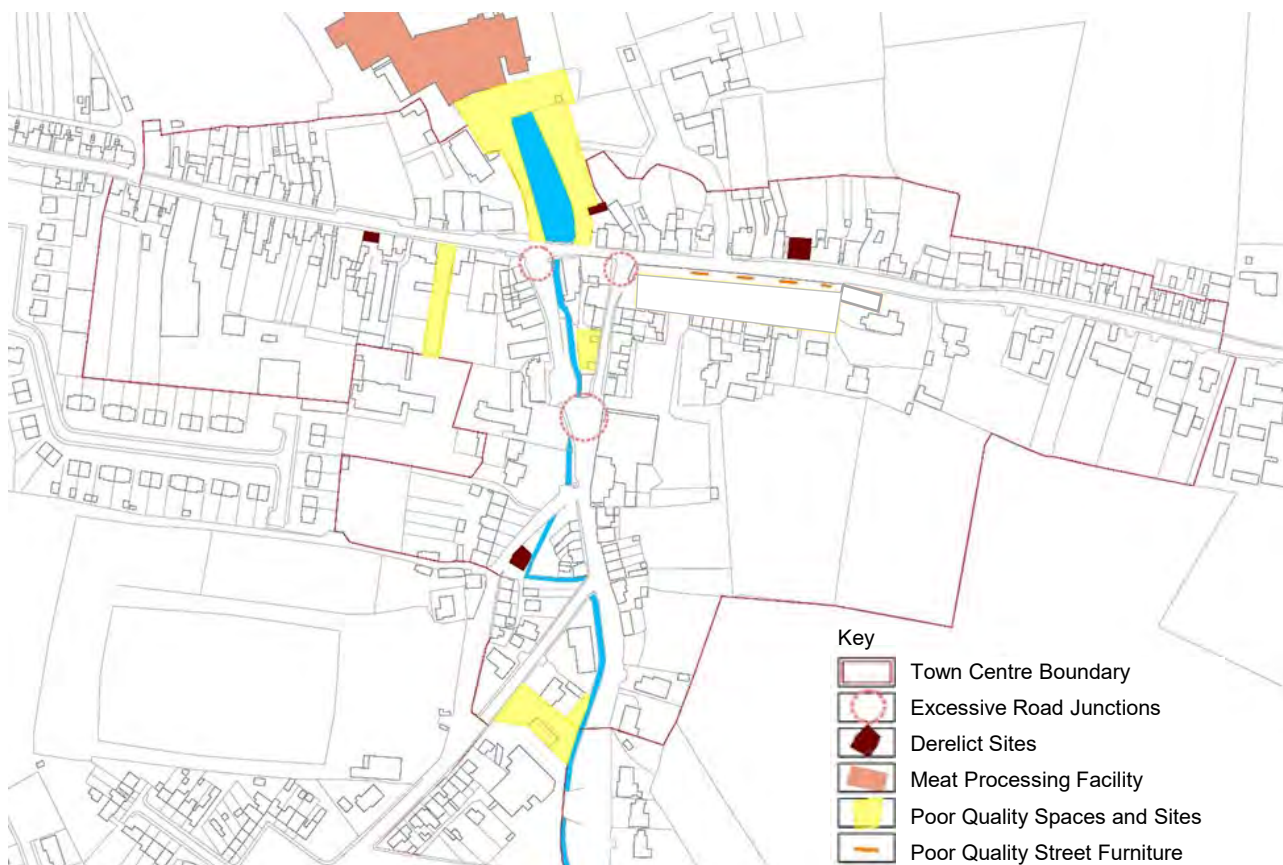 Key
Town Centre Boundary
Excessive Road Junctions
Derelict Sites
Meat Processing Facility
Poor Quality Spaces and Sites
Poor Quality Street Furniture